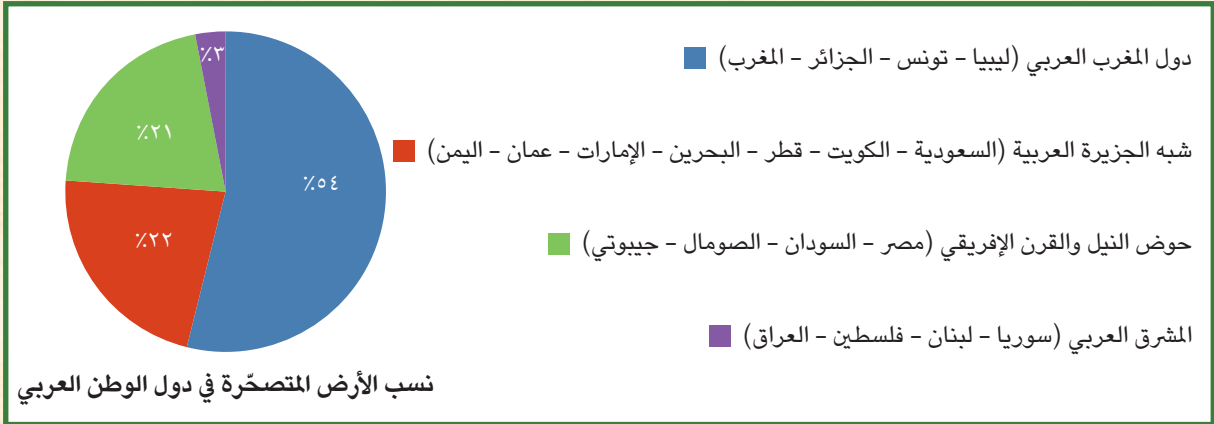 دول المغرب العربي (ليبيا – تونس – الجزائر – المغرب)
شبه الجزيرة العربية (السعودية – الكويت – قطر – البحرين – الإمارات – عمان – اليمن)
حوض النيل والقرن الإفريقي (مصر – السودان – الصومال – جيبوتي)
المشرق العربي (سوريا – لبنان – فلسطين – العراق)
٪٣
٪٢١
٪٥٤
٪٢٢
نسب الأرض المتصحّرة في دول الوطن العربي